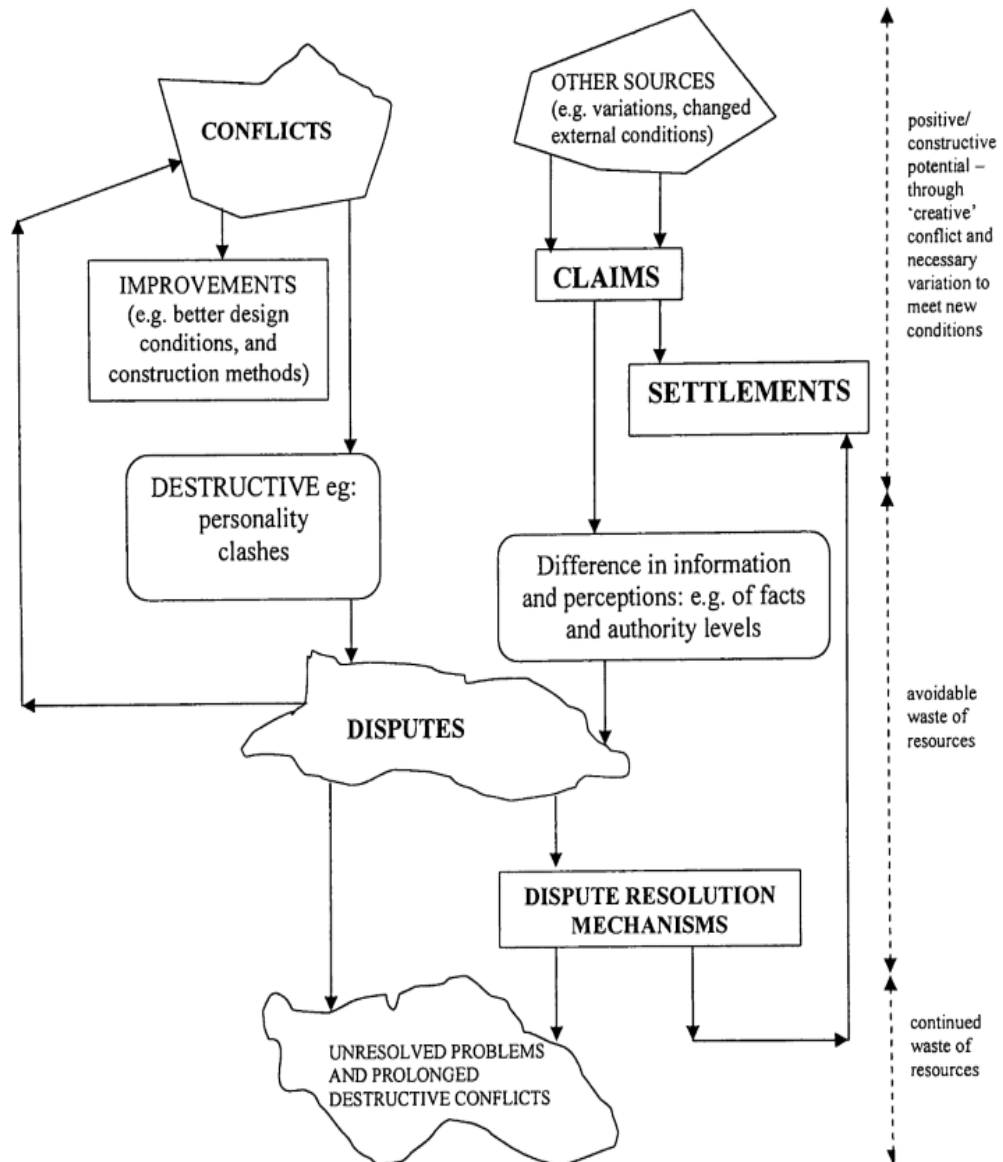 CONFLICTS
OTHER SOURCES
(e.g. variations, changed
external conditions)
IMPROVEMENTS
(e.g. better design
conditions, and
construction methods)
CLAIMS
SETTLEMENTS
positive/
constructive
potential –
through
‘creative’
conflict and
necessary
variation to
meet new
conditions
DESTRUCTIVE eg:
personality
clashes
Difference in information
and perceptions: e.g. of facts
and authority levels
DISPUTES
avoidable
waste of
resources
DISPUTE RESOLUTION
MECHANISMS
UNRESOLVED PROBLEMS
AND PROLONGED
DESTRUCTIVE CONFLICTS
continued
waste of
resources